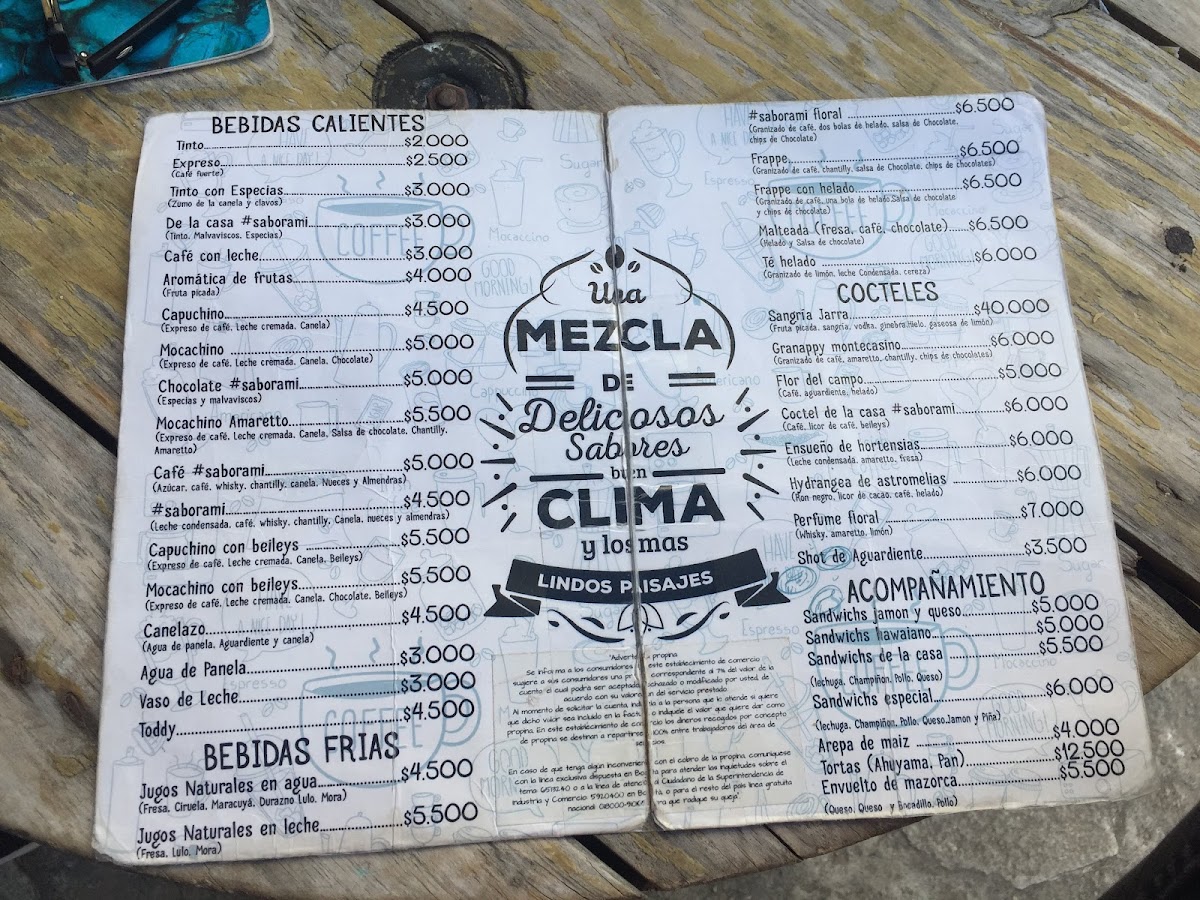 BEBIDAS CALIENTES
Tinto $2.000
Expreso $2.500
(Café fuerte)
Tinto con Especias $3.000
(Zumo de la canela y clavos)
De la casa #saborami $3.000
(Tinto, Malvaviscos, Especias)
Café con leche $3.000
Aromática de frutas $4.000
(Fruta picada)
Capuchino $4.500
(Expreso de café, Leche cremada, Canela)
Mocachino $5.000
(Expreso de café, Leche cremada, Canela, Chocolate)
Chocolate #saborami $5.000
(Especias y malvaviscos)
Mocachino Amaretto $5.500
(Expreso de café, Leche cremada, Canela, Salsa de chocolate, Chantilly,
Amaretto)
Café #saborami $5.000
(Azúcar, café, whisky, chantilly, canela, Nueces y Almendras)
#saborami $4.500
(Leche condensada, café, whisky, chantilly, Canela, nueces y almendras)
Capuchino con beileys $5.500
(Expreso de café, Leche cremada, Canela, Beileys)
Mocachino con beileys $5.500
(Expreso de café, Leche cremada, Canela, Chocolate, Beileys)
Canelazo $4.500
(Agua de panela, Aguardiente y canela)
Agua de Panela $3.000
Vaso de Leche $3.000
Toddy $4.500
BEBIDAS FRIAS
Jugos Naturales en agua $4.500
(Fresa, Ciruela, Maracuyá, Durazno Lulo, Mora)
Jugos Naturales en leche $5.500
(Fresa, Lulo, Mora)
Una
MEZCLA
DE
Deliciosos
Sabores
bien
CLIMA
y los mas
LINDOS PAISAJES
#saborami floral $6.500
(Granizado de café, dos bolas de helado, salsa de Chocolate,
chips de Chocolate)
Frappe $6.500
(Granizado de café, chantilly, salsa de Chocolate, chips de chocolates)
Frappe con helado $6.500
(Granizado de café, una bola de helado, Salsa de chocolate
y chips de chocolate)
Malteada (fresa, café, chocolate) $6.500
(Helado y Salsa de chocolate)
Té helado $6.000
(Granizado de limón, leche Condensada, cereza)
COCTELES
Sangría Jarra $40.000
(Fruta picada, sangría, vodka, ginebra, Hielo, gaseosa de limón)
Granappy montecasino $6.000
(Granizado de café, amaretto, chantilly, chips de chocolates)
Flor del campo $5.000
(Café, aguardiente, helado)
Coctel de la casa #saborami $6.000
(Café, licor de café, beileys)
Ensueño de hortensias $6.000
(Leche condensada, amaretto, fresa)
Hydrangea de astromelias $6.000
(Ron negro, licor de cacao, café, helado)
Perfume floral $7.000
(Whisky, amaretto, limón)
Shot de Aguardiente $3.500
ACOMPAÑAMIENTO
Sandwichs jamon y queso $5.000
Sandwichs hawaiano $5.000
Sandwichs de la casa $5.500
(lechuga, Champiñon, Pollo, Queso)
Sandwichs especial $6.000
(lechuga, Champiñon, Pollo, Queso, Jamon y Piña)
Arepa de maiz $4.000
Tortas (Ahuyama, Pan) $12.500
Envuelto de mazorca $5.500
(Queso, Queso y Bocadillo, Pollo)